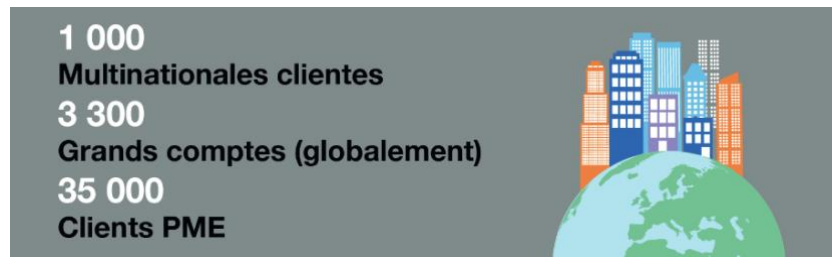 1 000
Multinationales clientes
3 300
Grands comptes (globalement)
35 000
Clients PME